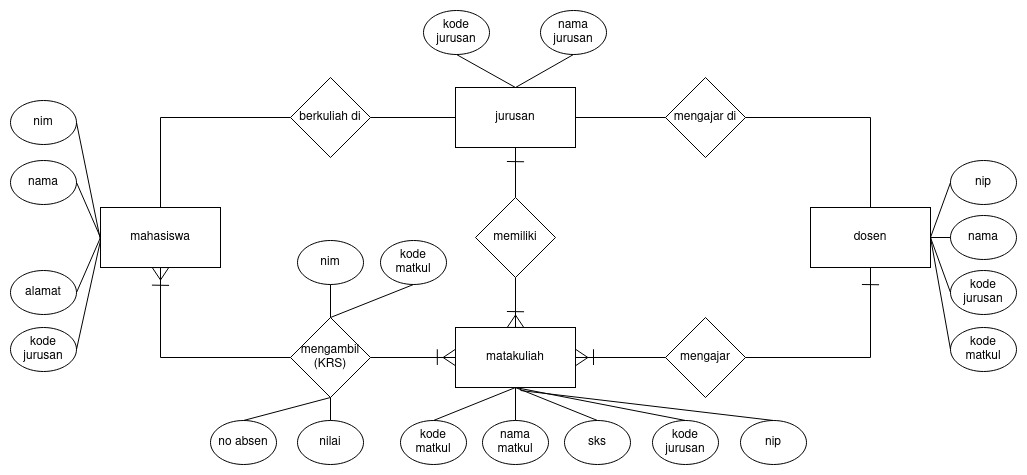 kode
jurusan
nama
jurusan
berkuliah di
jurusan
mengajar di
nim
nama
alamat
kode
jurusan
mahasiswa
memiliki
dosen
nip
nama
kode
jurusan
kode
matkul
nim
kode
matkul
mengambil
(KRS)
matakuliah
mengajar
no absen
nilai
kode
matkul
nama
matkul
sks
kode
jurusan
nip